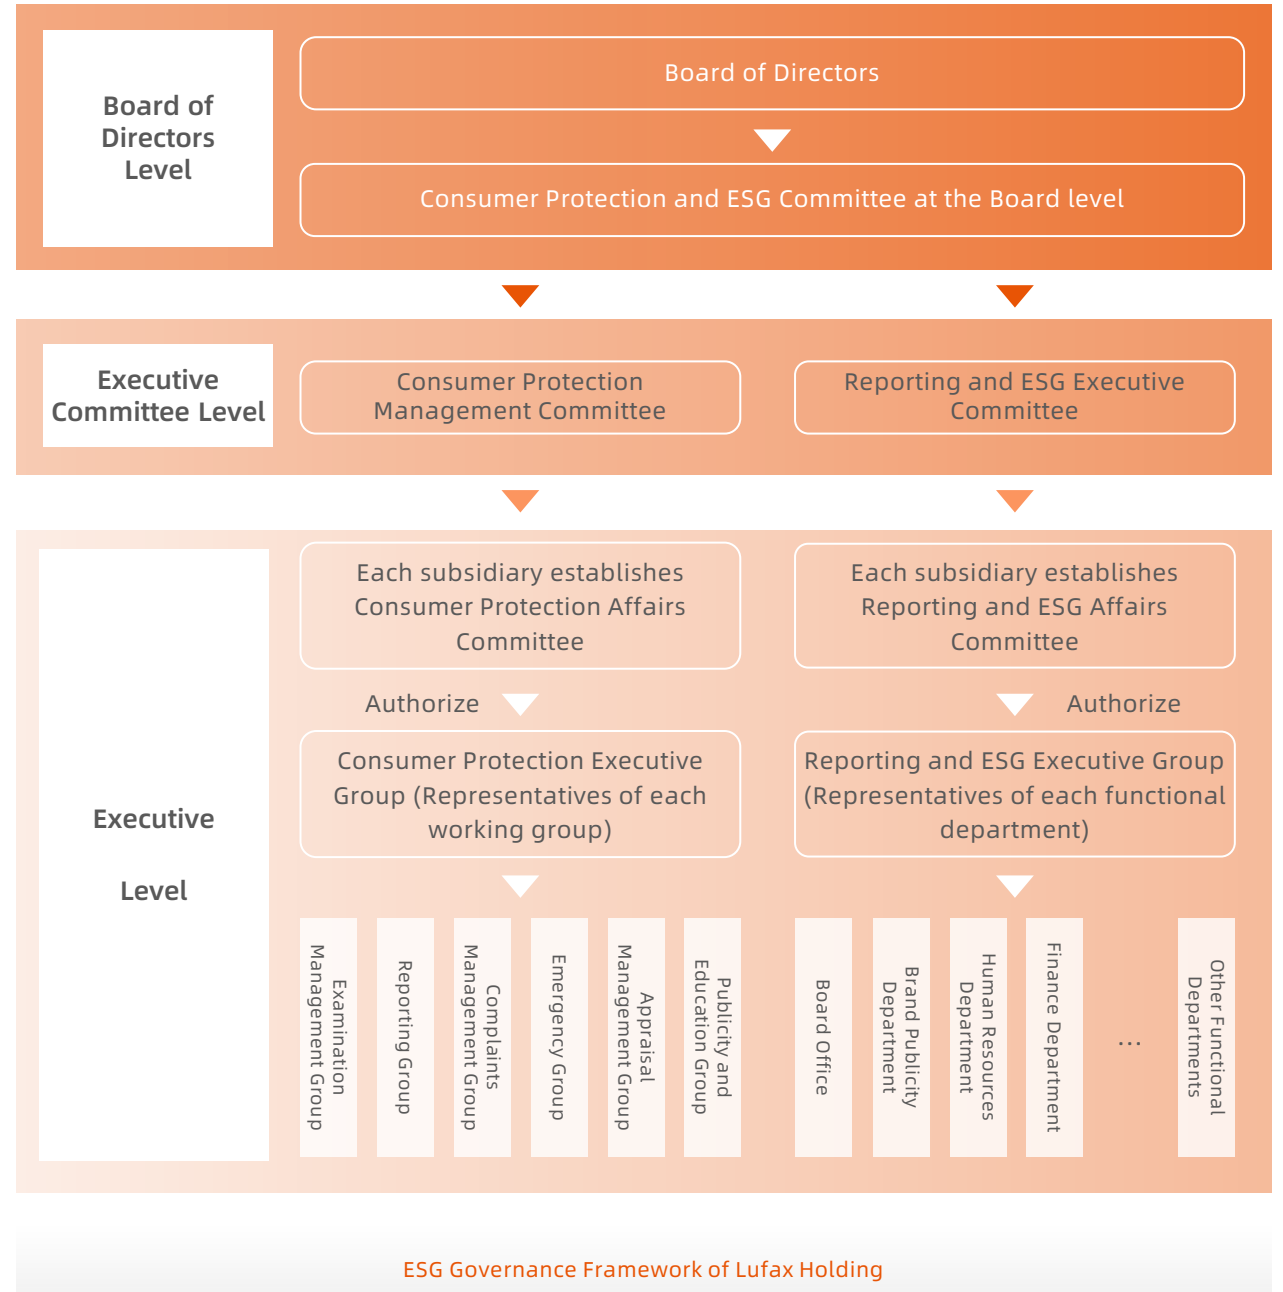 Board of
Directors
Level
Board of Directors
Consumer Protection and ESG Committee at the Board level
Executive
Committee Level
Consumer Protection
Management Committee
Reporting and ESG Executive
Committee
Executive
Level
Each subsidiary establishes
Consumer Protection Affairs
Committee
Each subsidiary establishes
Reporting and ESG Affairs
Committee
Authorize
Authorize
Consumer Protection Executive
Group (Representatives of each
working group)
Reporting and ESG Executive Group
(Representatives of each functional
department)
Examination
Management Group
Reporting Group
Complaints
Management Group
Emergency Group
Appraisal
Management Group
Publicity and
Education Group
Board Office
Brand Publicity
Department
Human Resources
Department
Finance Department
...
Other Functional
Departments
ESG Governance Framework of Lufax Holding